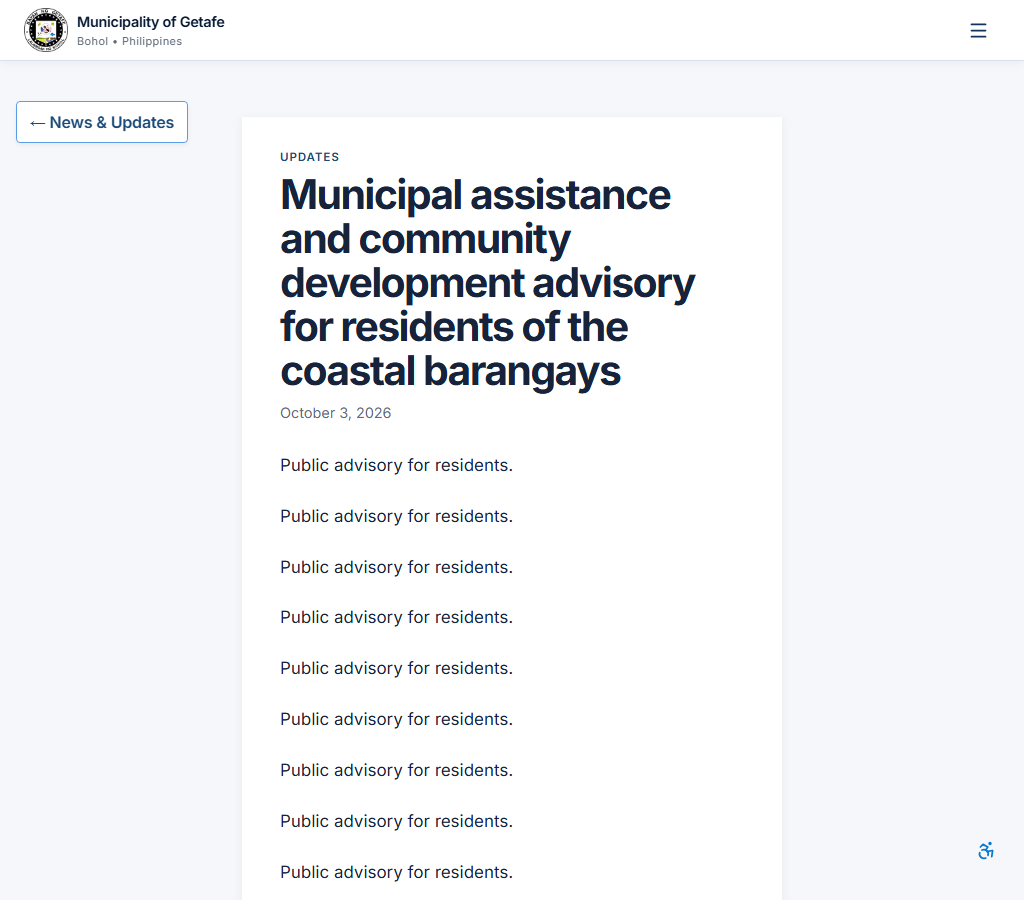 Municipality of Getafe
Bohol • Philippines
← News & Updates
UPDATES
Municipal assistance
and community
development advisory
for residents of the
coastal barangays
October 3, 2026
Public advisory for residents.
Public advisory for residents.
Public advisory for residents.
Public advisory for residents.
Public advisory for residents.
Public advisory for residents.
Public advisory for residents.
Public advisory for residents.
Public advisory for residents.